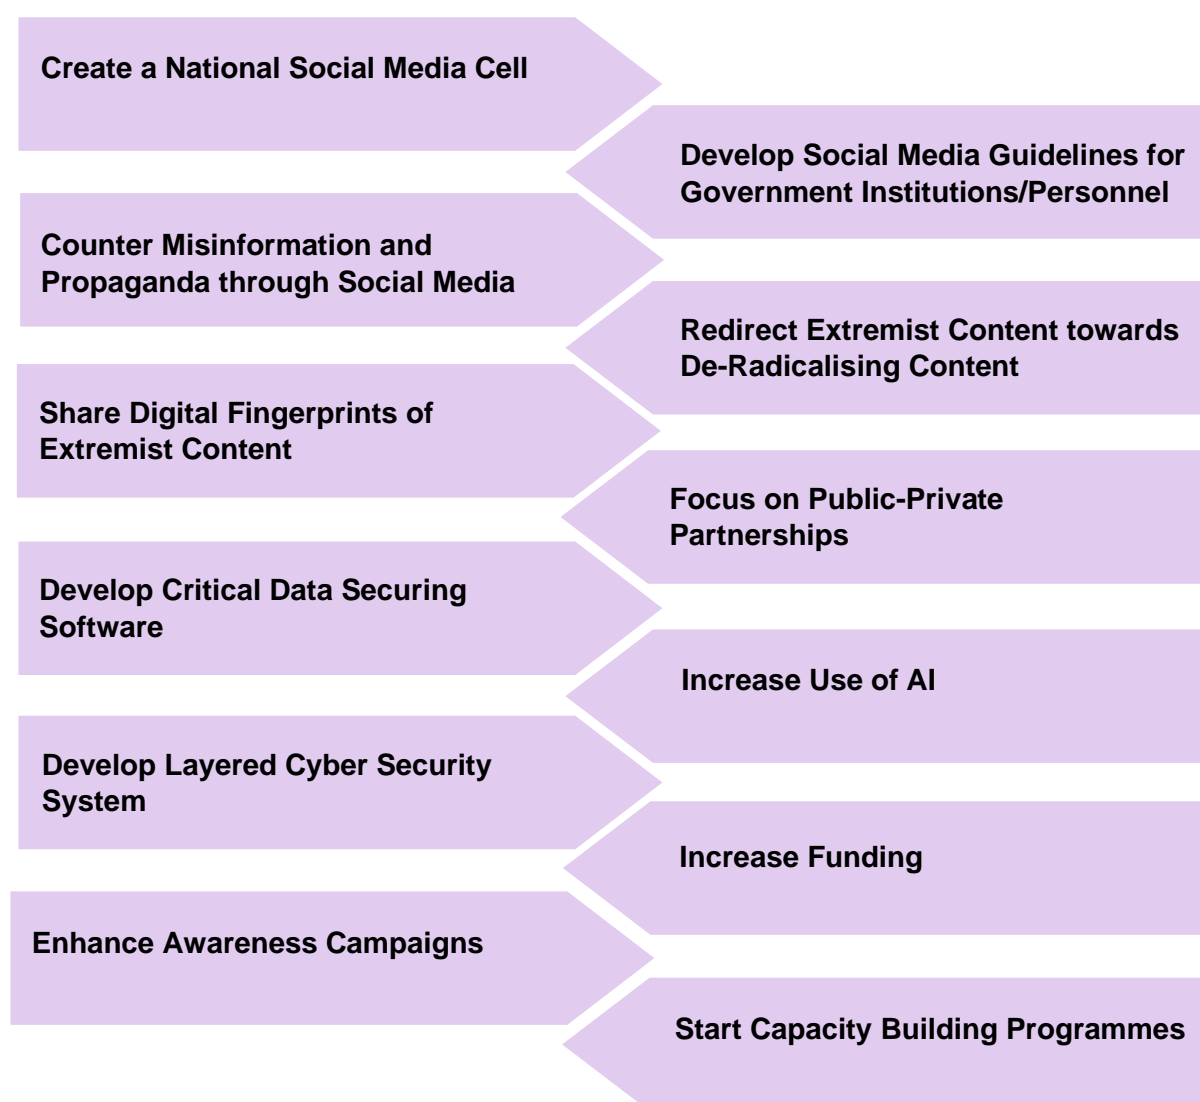 Create a National Social Media Cell
Develop Social Media Guidelines for
Government Institutions/Personnel
Counter Misinformation and
Propaganda through Social Media
Redirect Extremist Content towards
De-Radicalising Content
Share Digital Fingerprints of
Extremist Content
Focus on Public-Private
Partnerships
Develop Critical Data Securing
Software
Increase Use of AI
Develop Layered Cyber Security
System
Increase Funding
Enhance Awareness Campaigns
Start Capacity Building Programmes